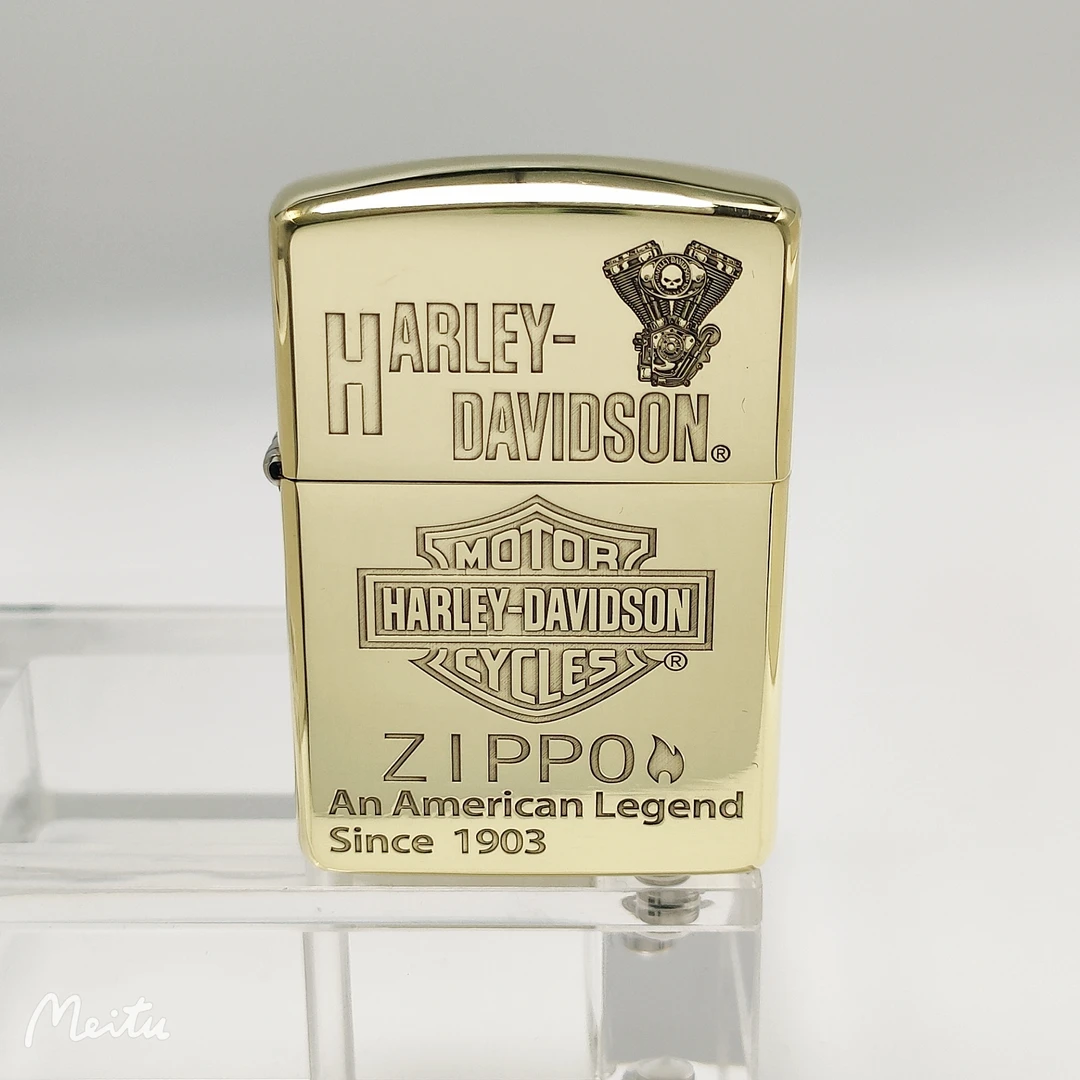 HARLEY-
DAVIDSON®
MOTOR
HARLEY-DAVIDSON
CYCLES®
ZIPPO
An American Legend
Since 1903
Meitu